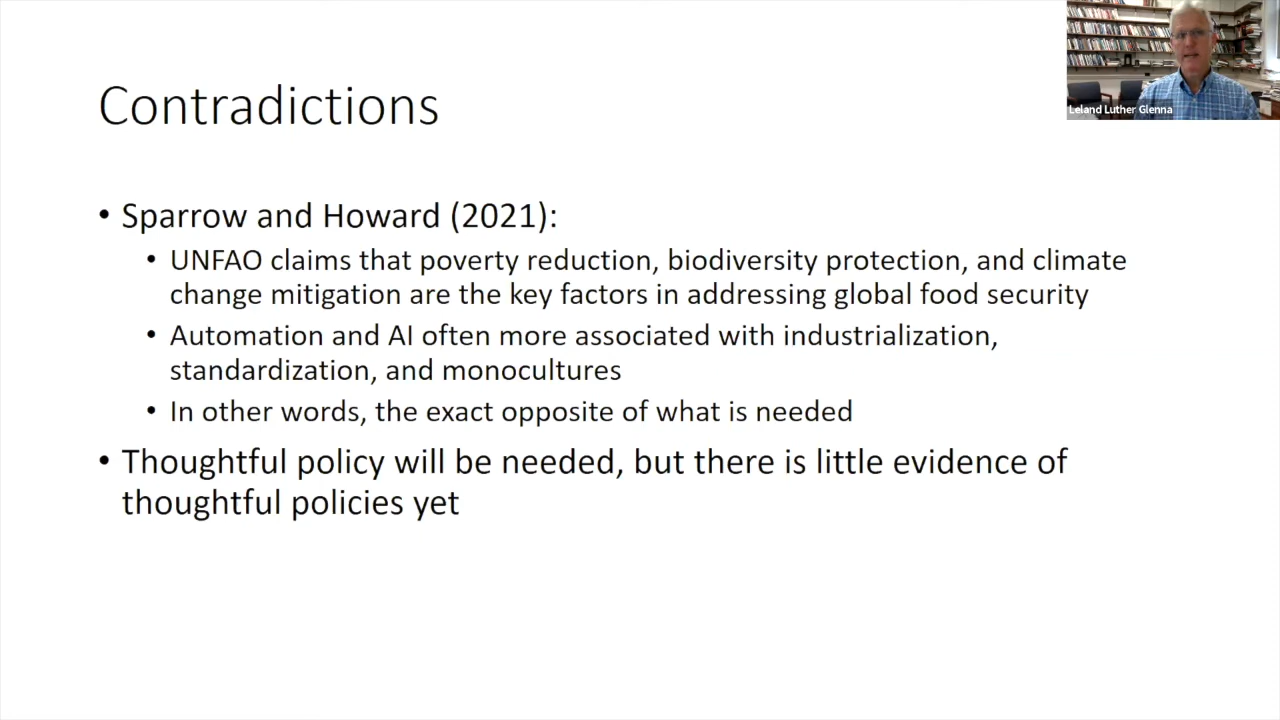 Leland Luther Glenna
Contradictions
• Sparrow and Howard (2021):
• UNFAO claims that poverty reduction, biodiversity protection, and climate
change mitigation are the key factors in addressing global food security
• Automation and AI often more associated with industrialization,
standardization, and monocultures
• In other words, the exact opposite of what is needed
• Thoughtful policy will be needed, but there is little evidence of
thoughtful policies yet